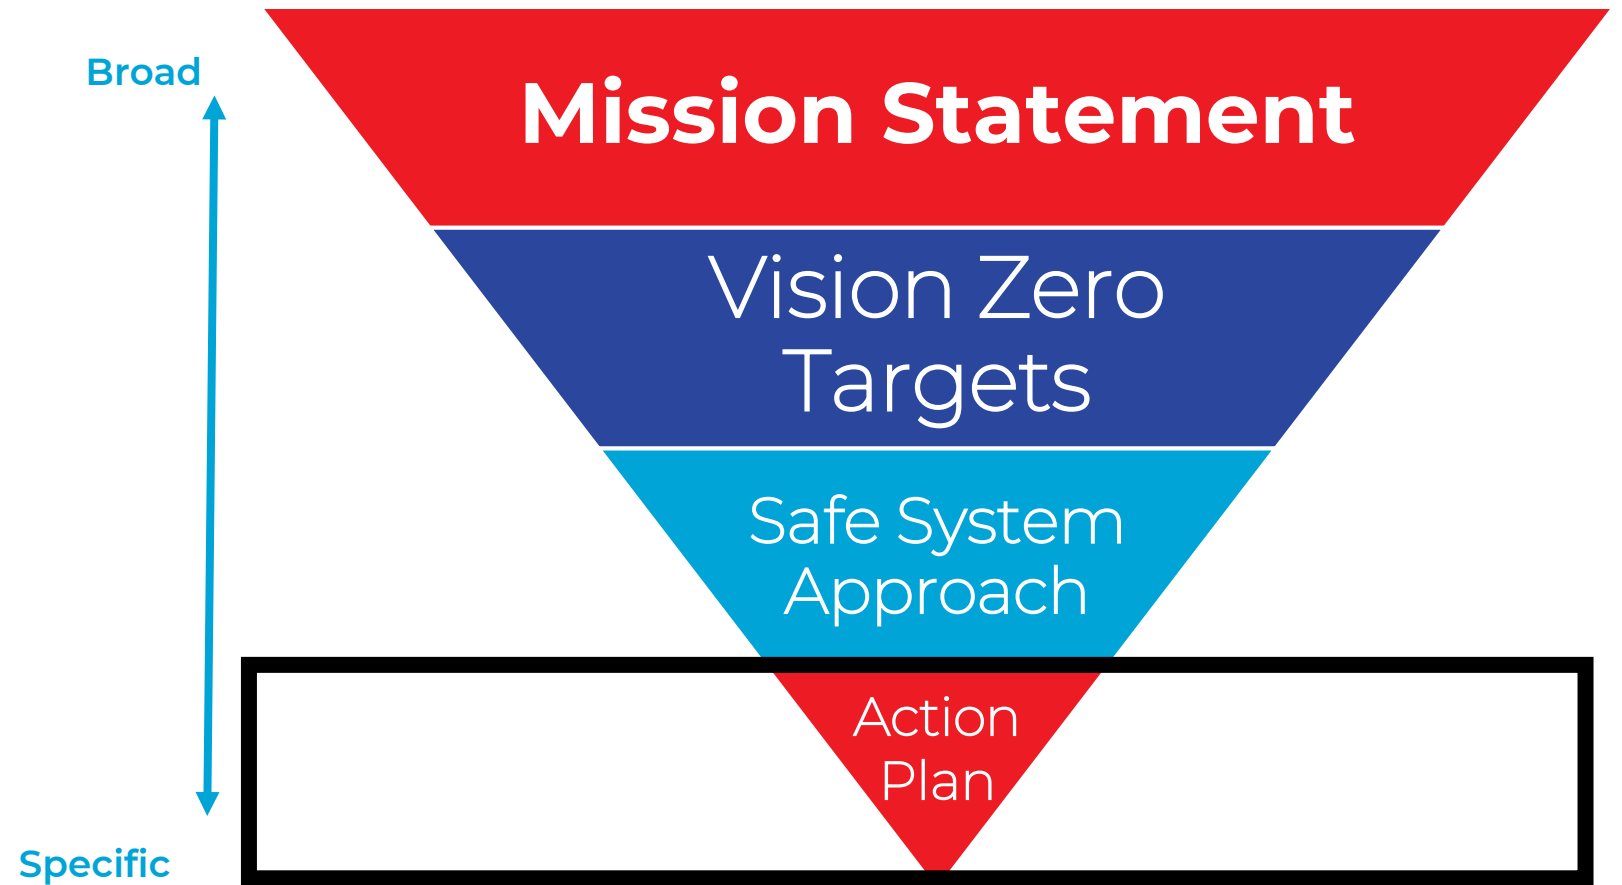 Broad
Mission Statement
Vision Zero
Targets
Safe System
Approach
Action
Plan
Specific